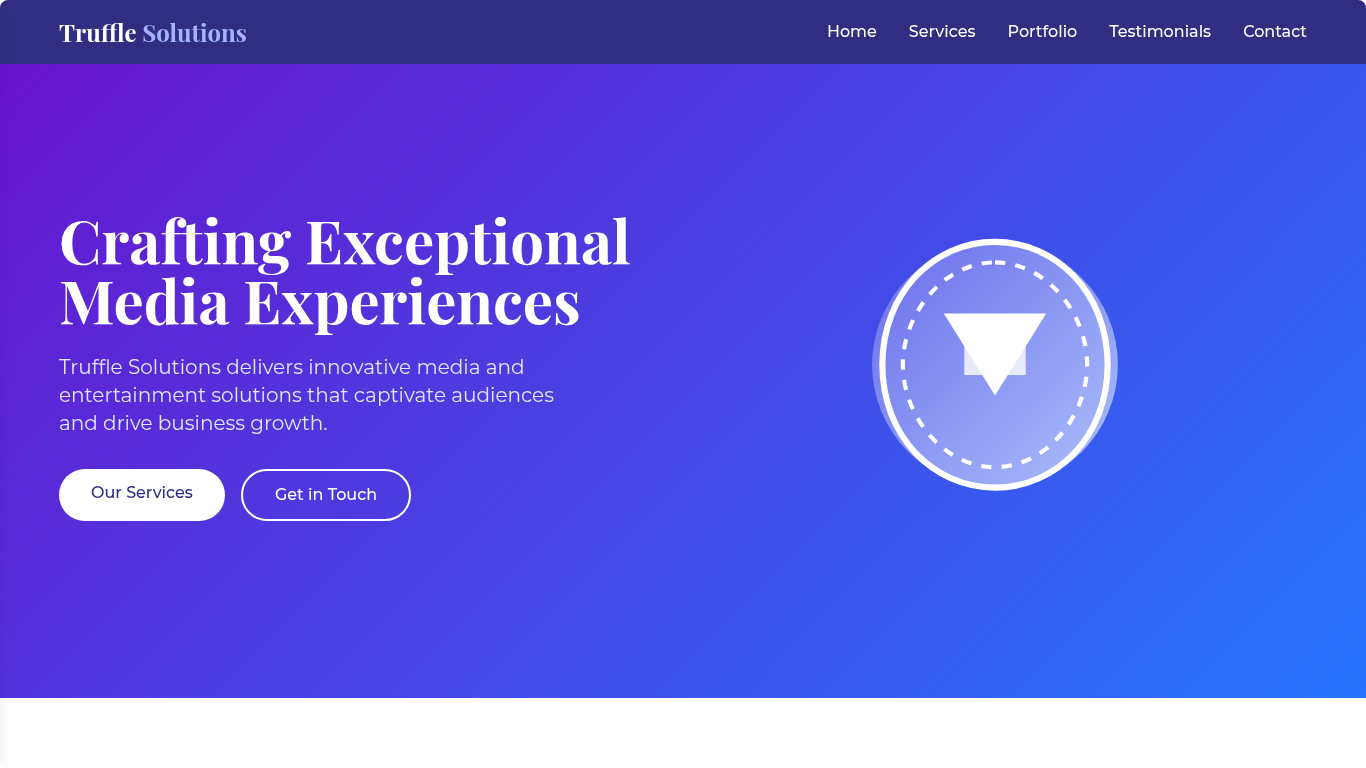 Truffle Solutions
Home Services Portfolio Testimonials Contact
Crafting Exceptional
Media Experiences
Truffle Solutions delivers innovative media and
entertainment solutions that captivate audiences
and drive business growth.
Our Services Get in Touch